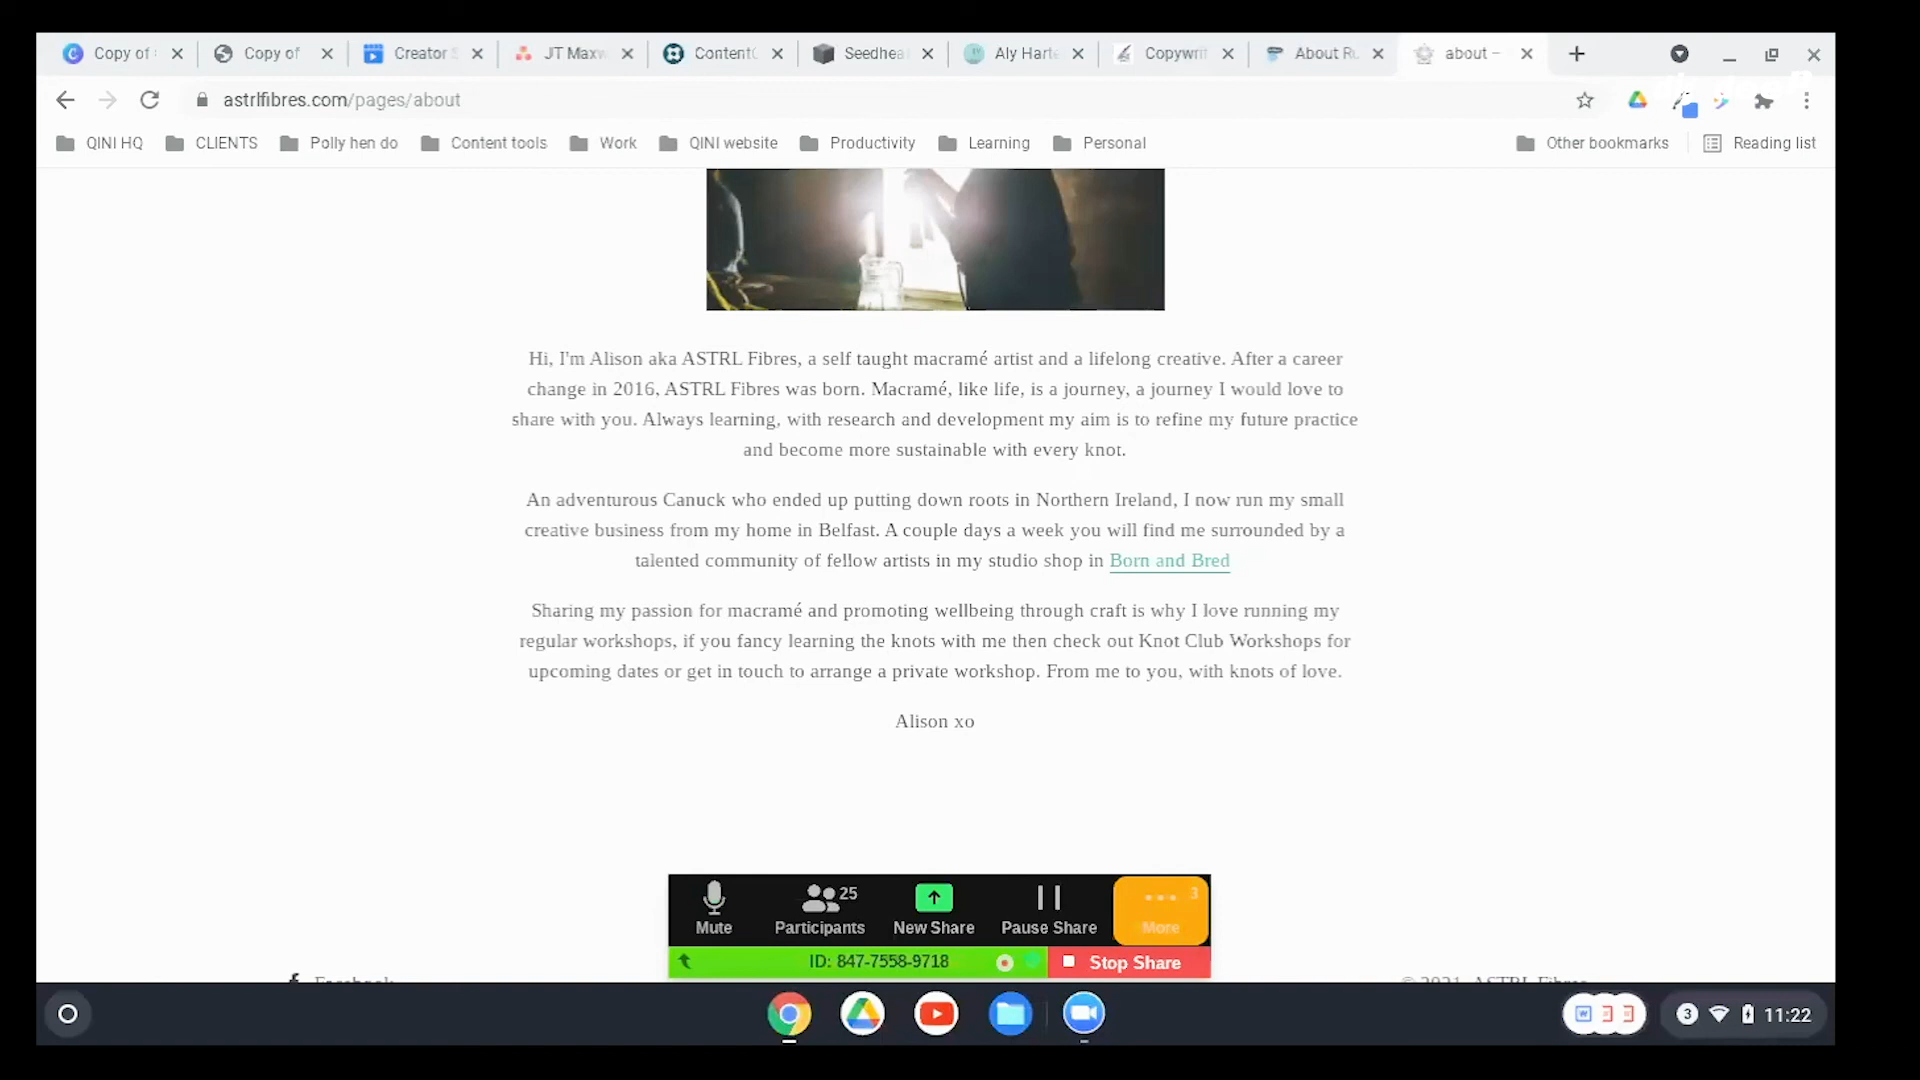 Copy of
Copy of
Creator
JT Maxw
Content
Seedhea
Aly Harte
Copywrit
About Ru
about –
astrlfibres.com/pages/about
QINI HQ
CLIENTS
Polly hen do
Content tools
Work
QINI website
Productivity
Learning
Personal
Other bookmarks
Reading list
Hi, I'm Alison aka ASTRL Fibres, a self taught macramé artist and a lifelong creative. After a career
change in 2016, ASTRL Fibres was born. Macramé, like life, is a journey, a journey I would love to
share with you. Always learning, with research and development my aim is to refine my future practice
and become more sustainable with every knot.
An adventurous Canuck who ended up putting down roots in Northern Ireland, I now run my small
creative business from my home in Belfast. A couple days a week you will find me surrounded by a
talented community of fellow artists in my studio shop in Born and Bred
Sharing my passion for macramé and promoting wellbeing through craft is why I love running my
regular workshops, if you fancy learning the knots with me then check out Knot Club Workshops for
upcoming dates or get in touch to arrange a private workshop. From me to you, with knots of love.
Alison xo
Mute
Participants 25
New Share
Pause Share
More 3
ID: 847-7558-9718
Stop Share
Facebook
© 2021, ASTRL Fibres
3
11:22